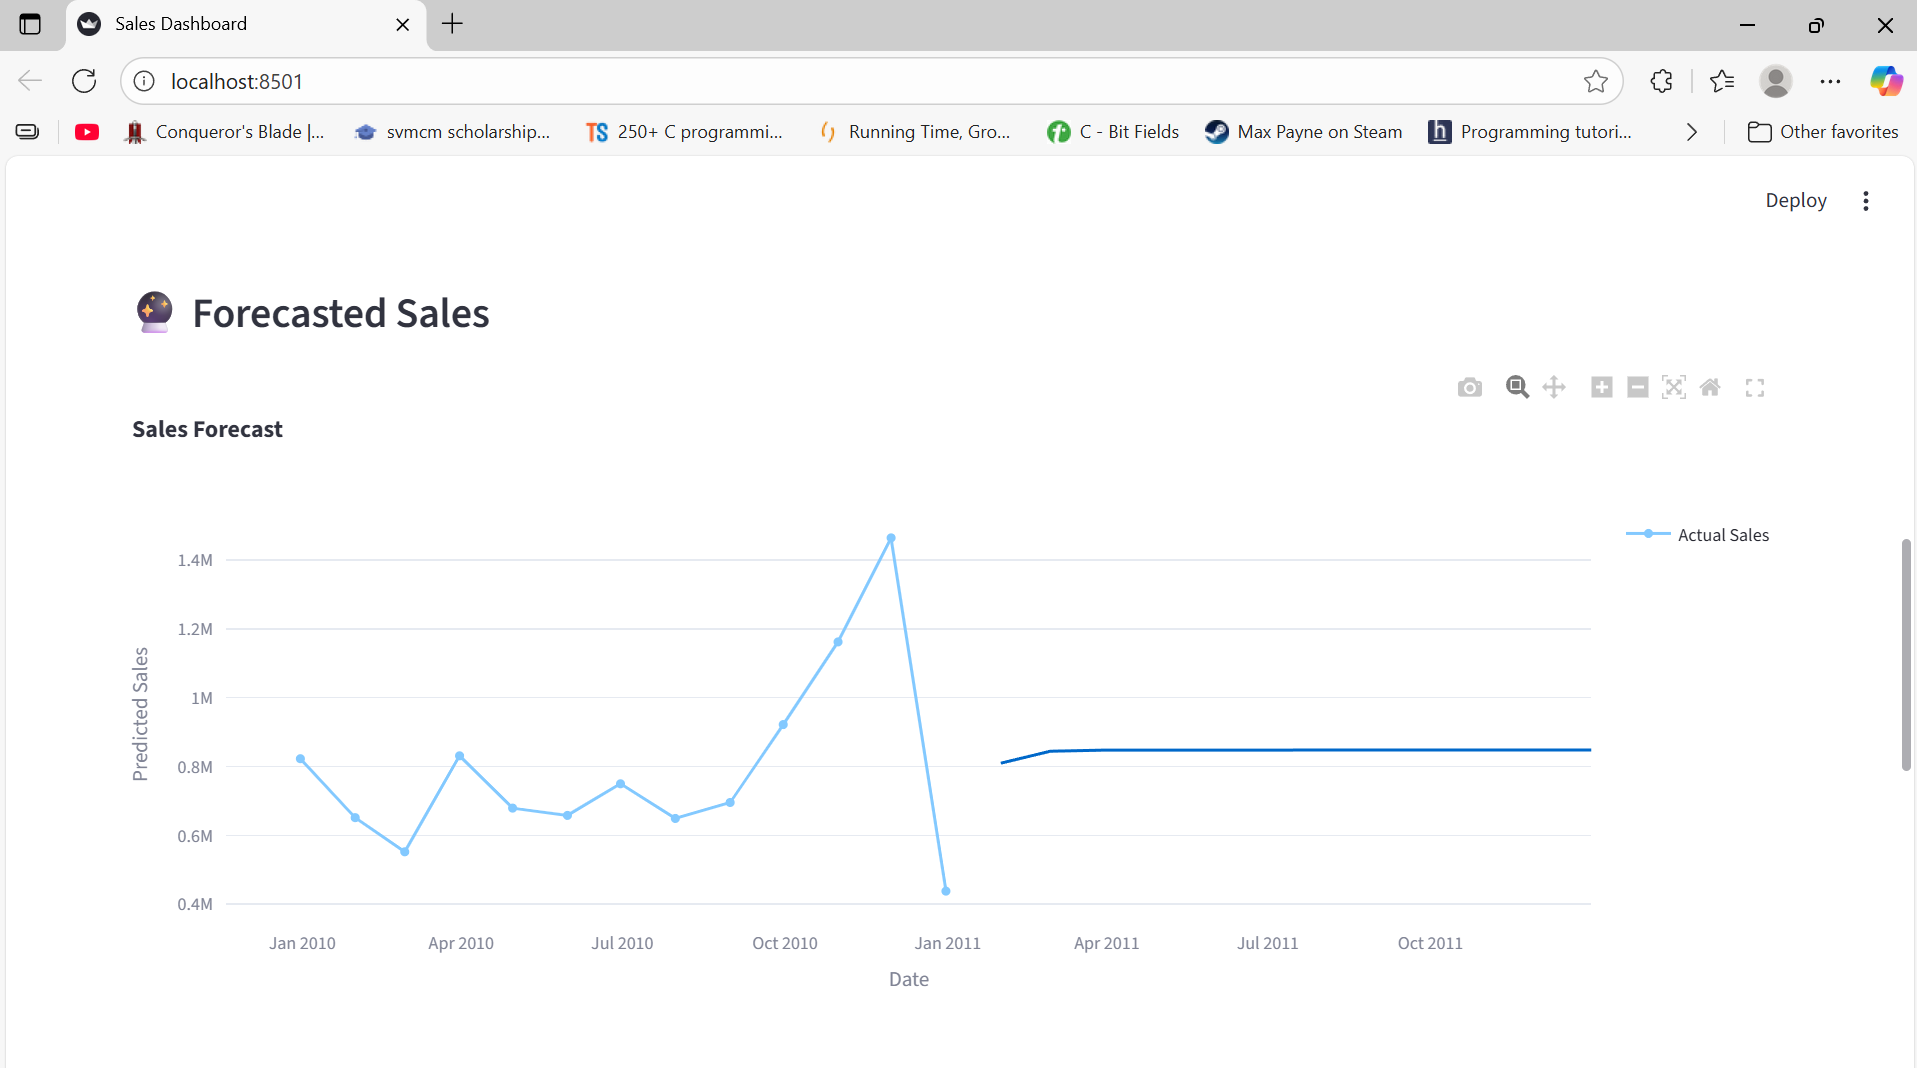 Sales Dashboard
localhost:8501
Conqueror's Blade |...
svmcm scholarship...
TS 250+ C programmi...
Running Time, Gro...
C - Bit Fields
Max Payne on Steam
h Programming tutori...
Other favorites
Deploy
Forecasted Sales
Sales Forecast
Actual Sales
1.4M
1.2M
1M
0.8M
0.6M
0.4M
Predicted Sales
Jan 2010 Apr 2010 Jul 2010 Oct 2010 Jan 2011 Apr 2011 Jul 2011 Oct 2011
Date